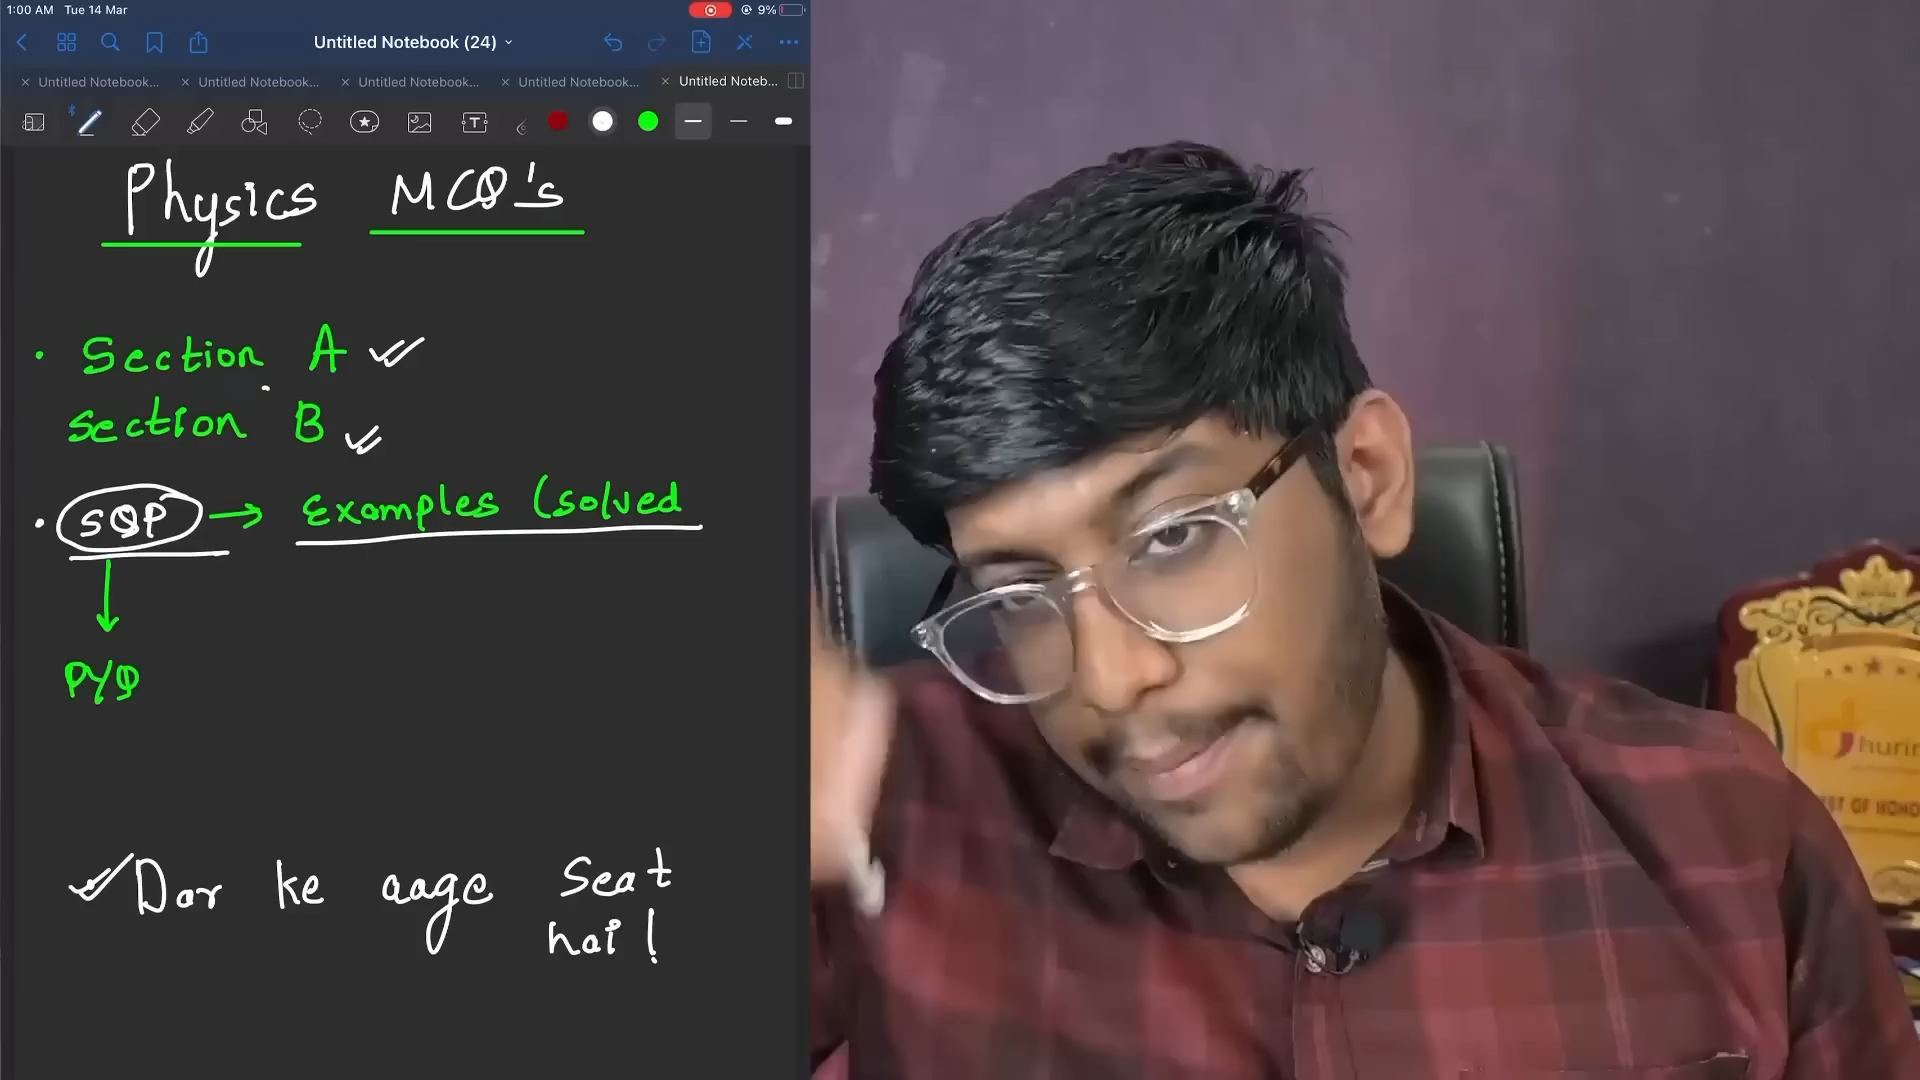 1:00 AM Tue 14 Mar
9%
Untitled Notebook (24)
Untitled Notebook... Untitled Notebook... Untitled Notebook... Untitled Notebook... Untitled Noteb...
T
Physics MCQ's
• Section A
Section B
• SQP → Examples (solved
PYQ
Dar ke aage Seat
hai!